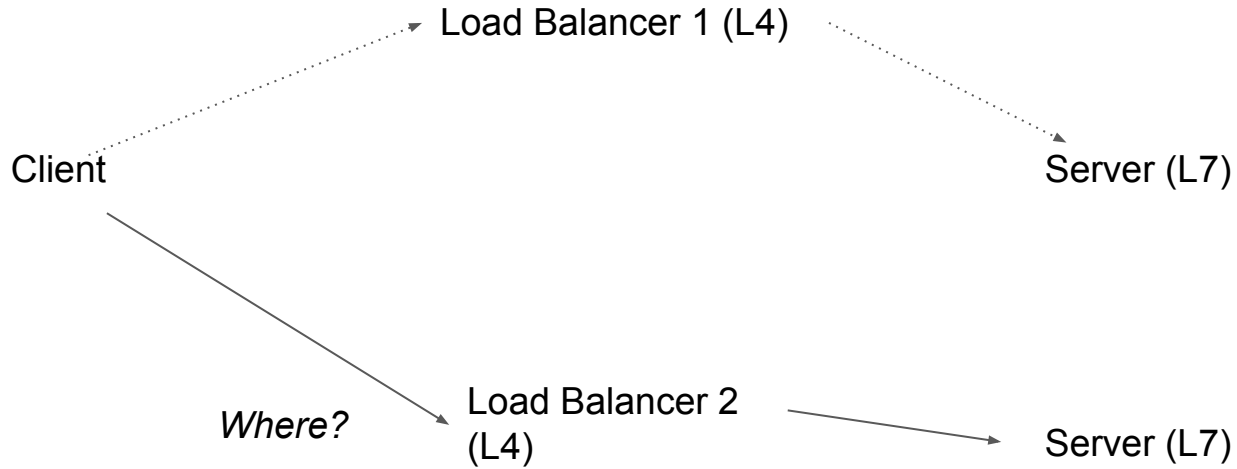 Load Balancer 1 (L4)
Client
Server (L7)
Where?
Load Balancer 2
(L4)
Server (L7)